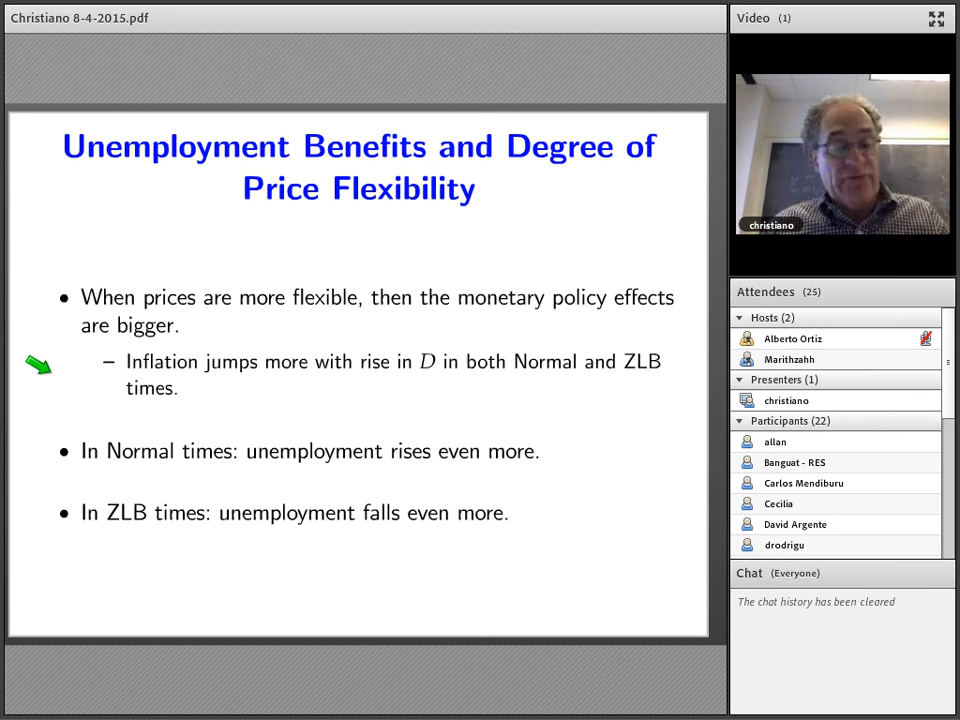 Christiano 8-4-2015.pdf
Unemployment Benefits and Degree of
Price Flexibility
• When prices are more flexible, then the monetary policy effects
are bigger.
– Inflation jumps more with rise in D in both Normal and ZLB
times.
• In Normal times: unemployment rises even more.
• In ZLB times: unemployment falls even more.
Video (1)
christiano
Attendees (25)
Hosts (2)
Alberto Ortiz
Marithzahh
Presenters (1)
christiano
Participants (22)
allan
Banguat - RES
Carlos Mendiburu
Cecilia
David Argente
drodrigu
Chat (Everyone)
The chat history has been cleared